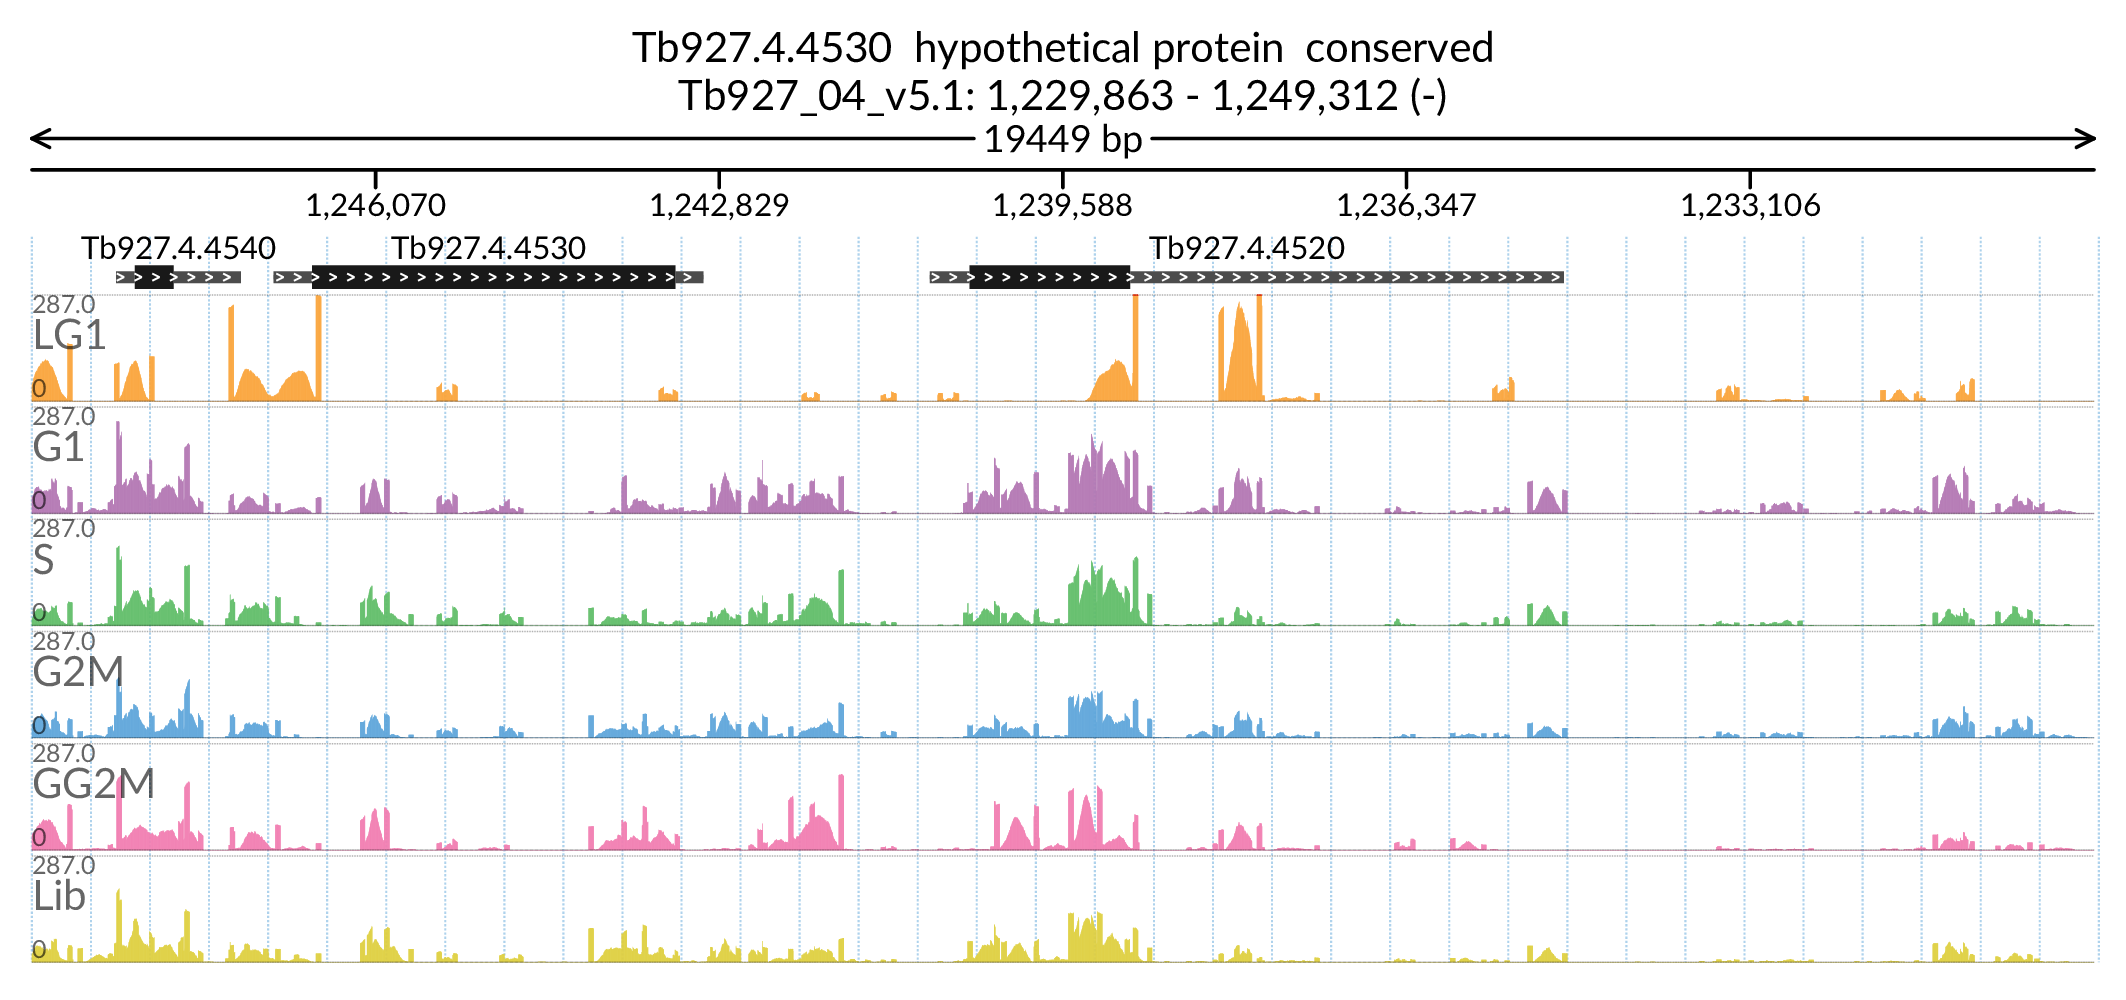 Tb927.4.4530 hypothetical protein conserved
Tb927_04_v5.1: 1,229,863 - 1,249,312 (-)
19449 bp
1,246,070 1,242,829 1,239,588 1,236,347 1,233,106
Tb927.4.4540 Tb927.4.4530 Tb927.4.4520
287.0
LG1
0
287.0
G1
0
287.0
S
0
287.0
G2M
0
287.0
GG2M
0
287.0
Lib
0